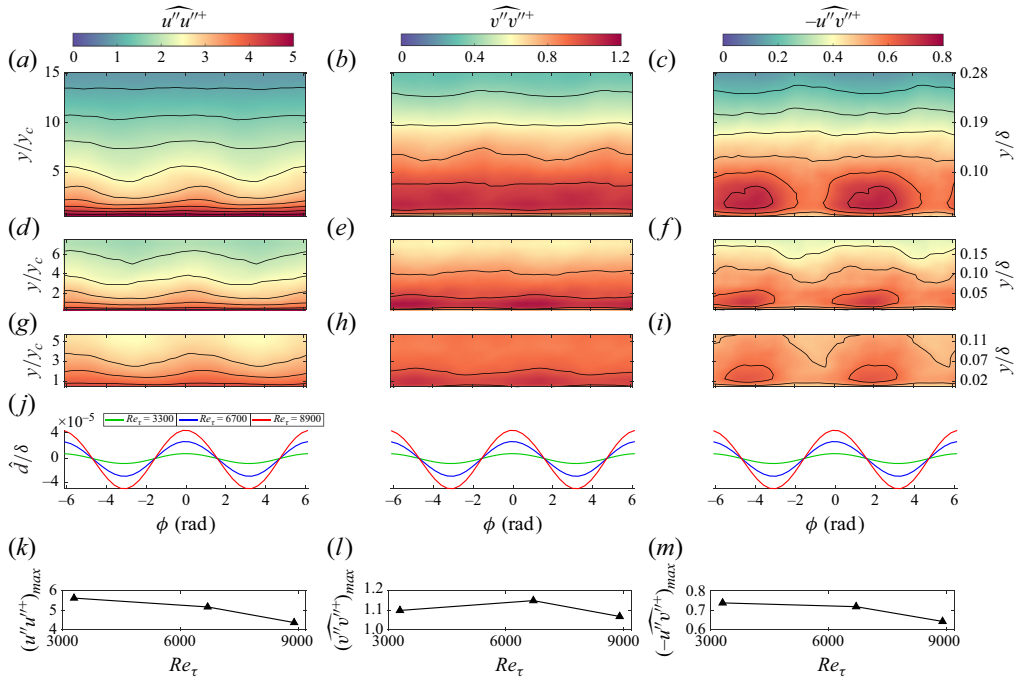 \widehat{u″u″}⁺ \widehat{v″v″}⁺ \widehat{−u″v″}⁺
0 1 2 3 4 5 0 0.4 0.8 1.2 0 0.2 0.4 0.6 0.8
(a) (b) (c)
15 10 5
y/y_c
0.28 0.19 0.10
y/δ
(d) (e) (f)
6 4 2
y/y_c
0.15 0.10 0.05
y/δ
(g) (h) (i)
5 3 1
y/y_c
0.11 0.07 0.02
y/δ
(j)
×10⁻⁵
Re_τ = 3300 Re_τ = 6700 Re_τ = 8900
4 0 −4
d̂/δ
−6 −4 −2 0 2 4 6 −6 −4 −2 0 2 4 6 −6 −4 −2 0 2 4 6
ϕ (rad) ϕ (rad) ϕ (rad)
(k) (l) (m)
(\widehat{u″u″}⁺)_max
6 5 4
(\widehat{v″v″}⁺)_max
1.2 1.1 1.0
(\widehat{−u″v″}⁺)_max
0.8 0.7 0.6
3000 6000 9000 3000 6000 9000 3000 6000 9000
Re_τ Re_τ Re_τ